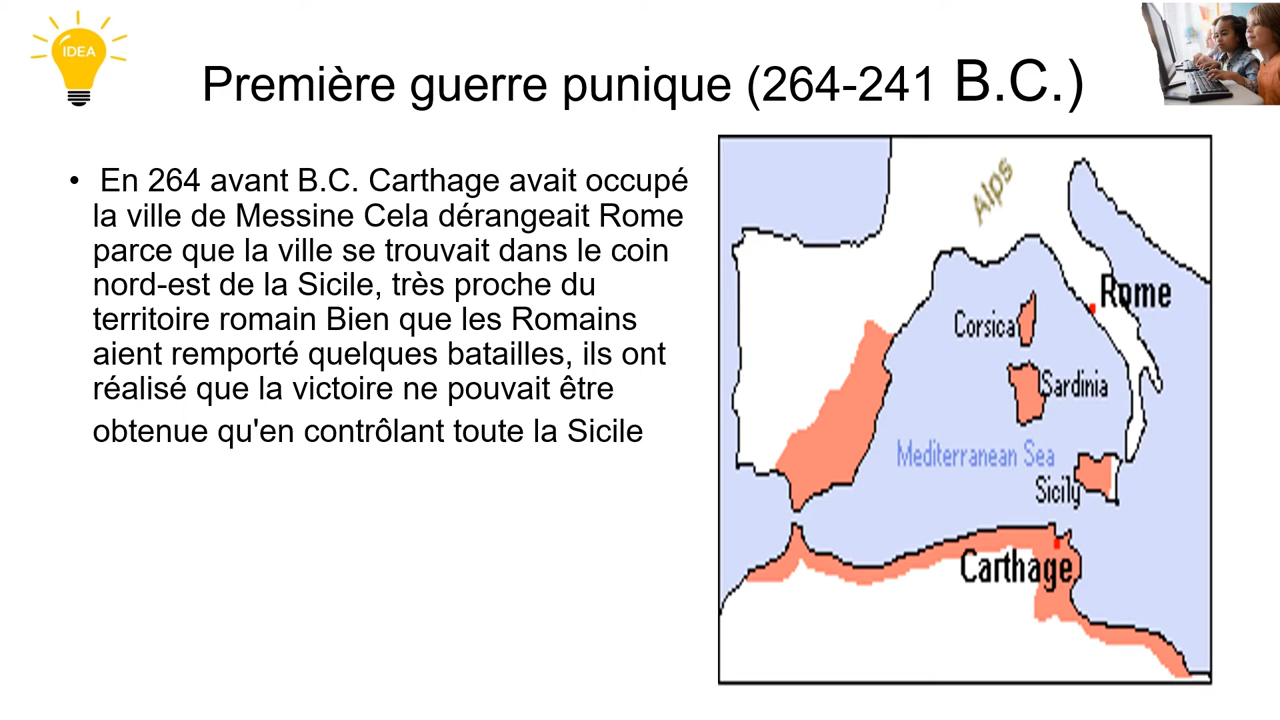 IDEA
Première guerre punique (264-241 B.C.)
• En 264 avant B.C. Carthage avait occupé
la ville de Messine Cela dérangeait Rome
parce que la ville se trouvait dans le coin
nord-est de la Sicile, très proche du
territoire romain Bien que les Romains
aient remporté quelques batailles, ils ont
réalisé que la victoire ne pouvait être
obtenue qu'en contrôlant toute la Sicile
Alps
Rome
Corsica
Sardinia
Mediterranean Sea
Sicily
Carthage